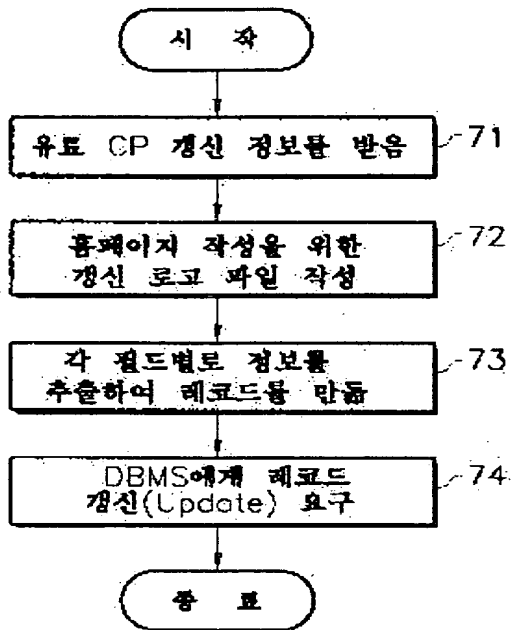 시 작
유료 CP 갱신 정보를 받음
71
홈페이지 작성을 위한
갱신 로고 파일 작성
72
각 필드별로 정보를
추출하여 레코드를 만듦
73
DBMS에게 레코드
갱신(Update) 요구
74
종 료